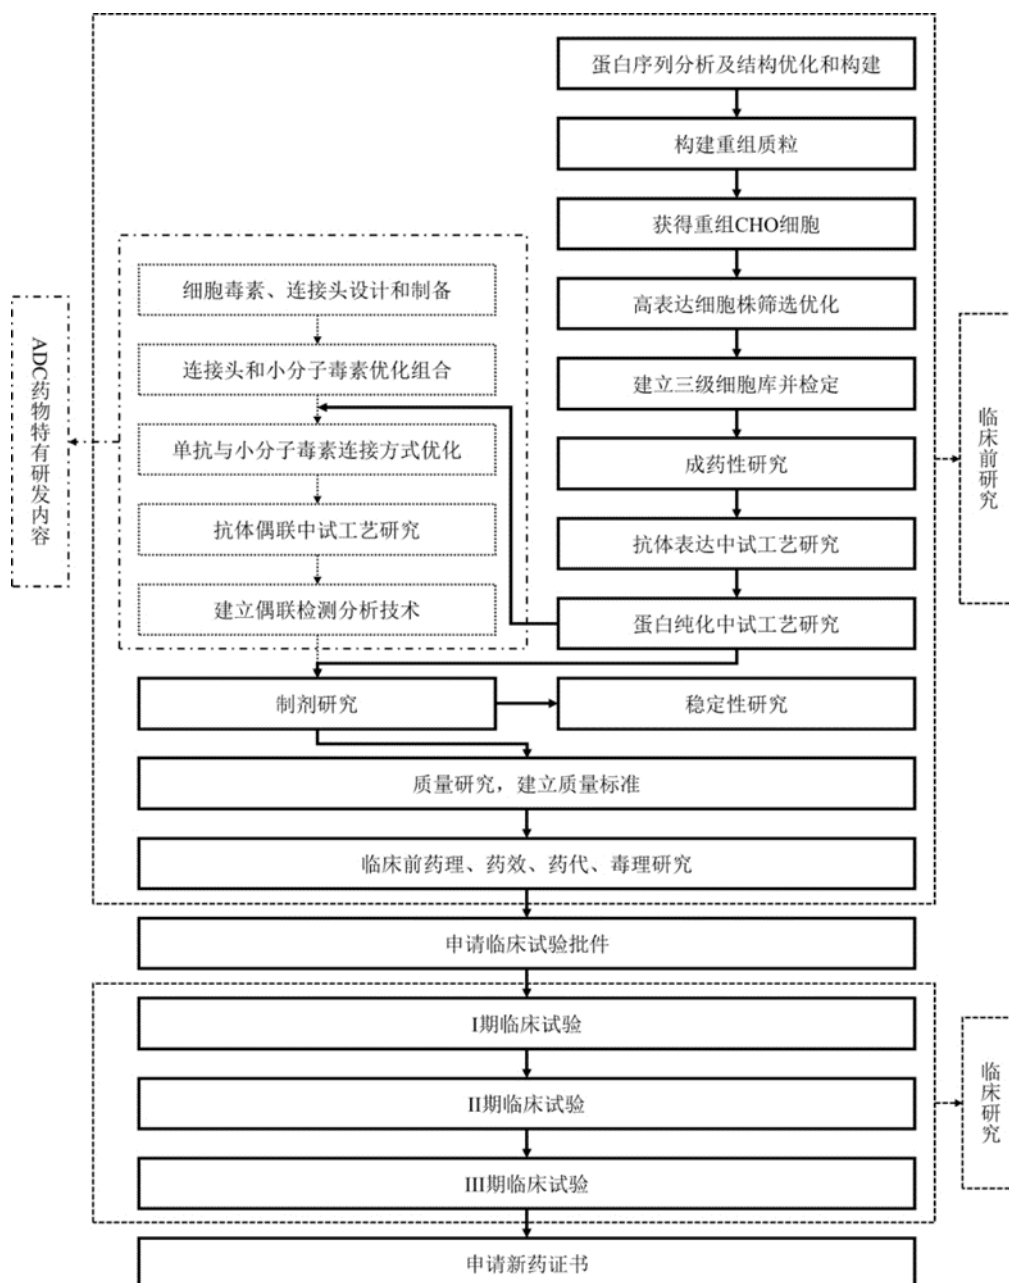 蛋白序列分析及结构优化和构建
构建重组质粒
获得重组CHO细胞
高表达细胞株筛选优化
建立三级细胞库并检定
成药性研究
抗体表达中试工艺研究
蛋白纯化中试工艺研究
细胞毒素、连接头设计和制备
连接头和小分子毒素优化组合
单抗与小分子毒素连接方式优化
抗体偶联中试工艺研究
建立偶联检测分析技术
ADC药物特有研发内容
临床前研究
制剂研究
稳定性研究
质量研究，建立质量标准
临床前药理、药效、药代、毒理研究
申请临床试验批件
I期临床试验
II期临床试验
III期临床试验
临床研究
申请新药证书